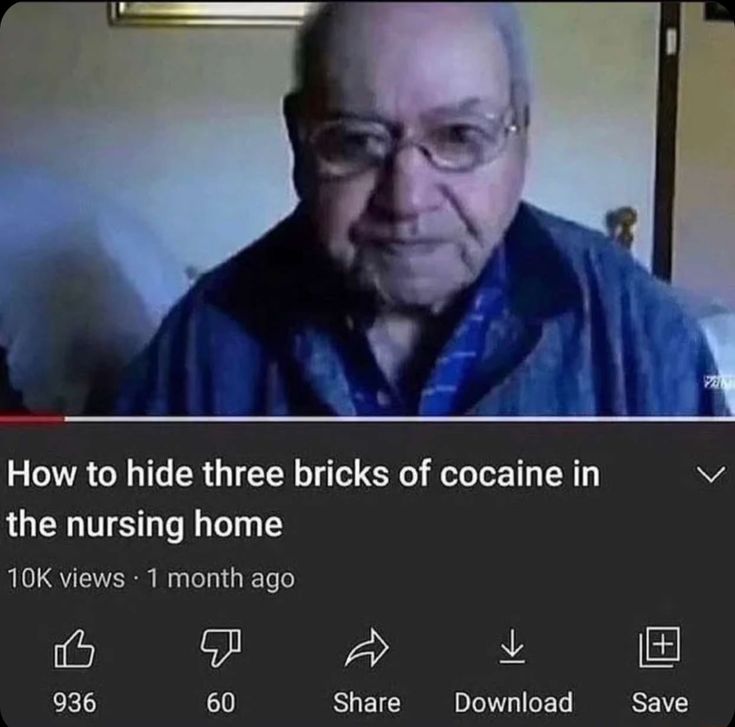 How to hide three bricks of cocaine in
the nursing home
10K views · 1 month ago
936 60 Share Download Save